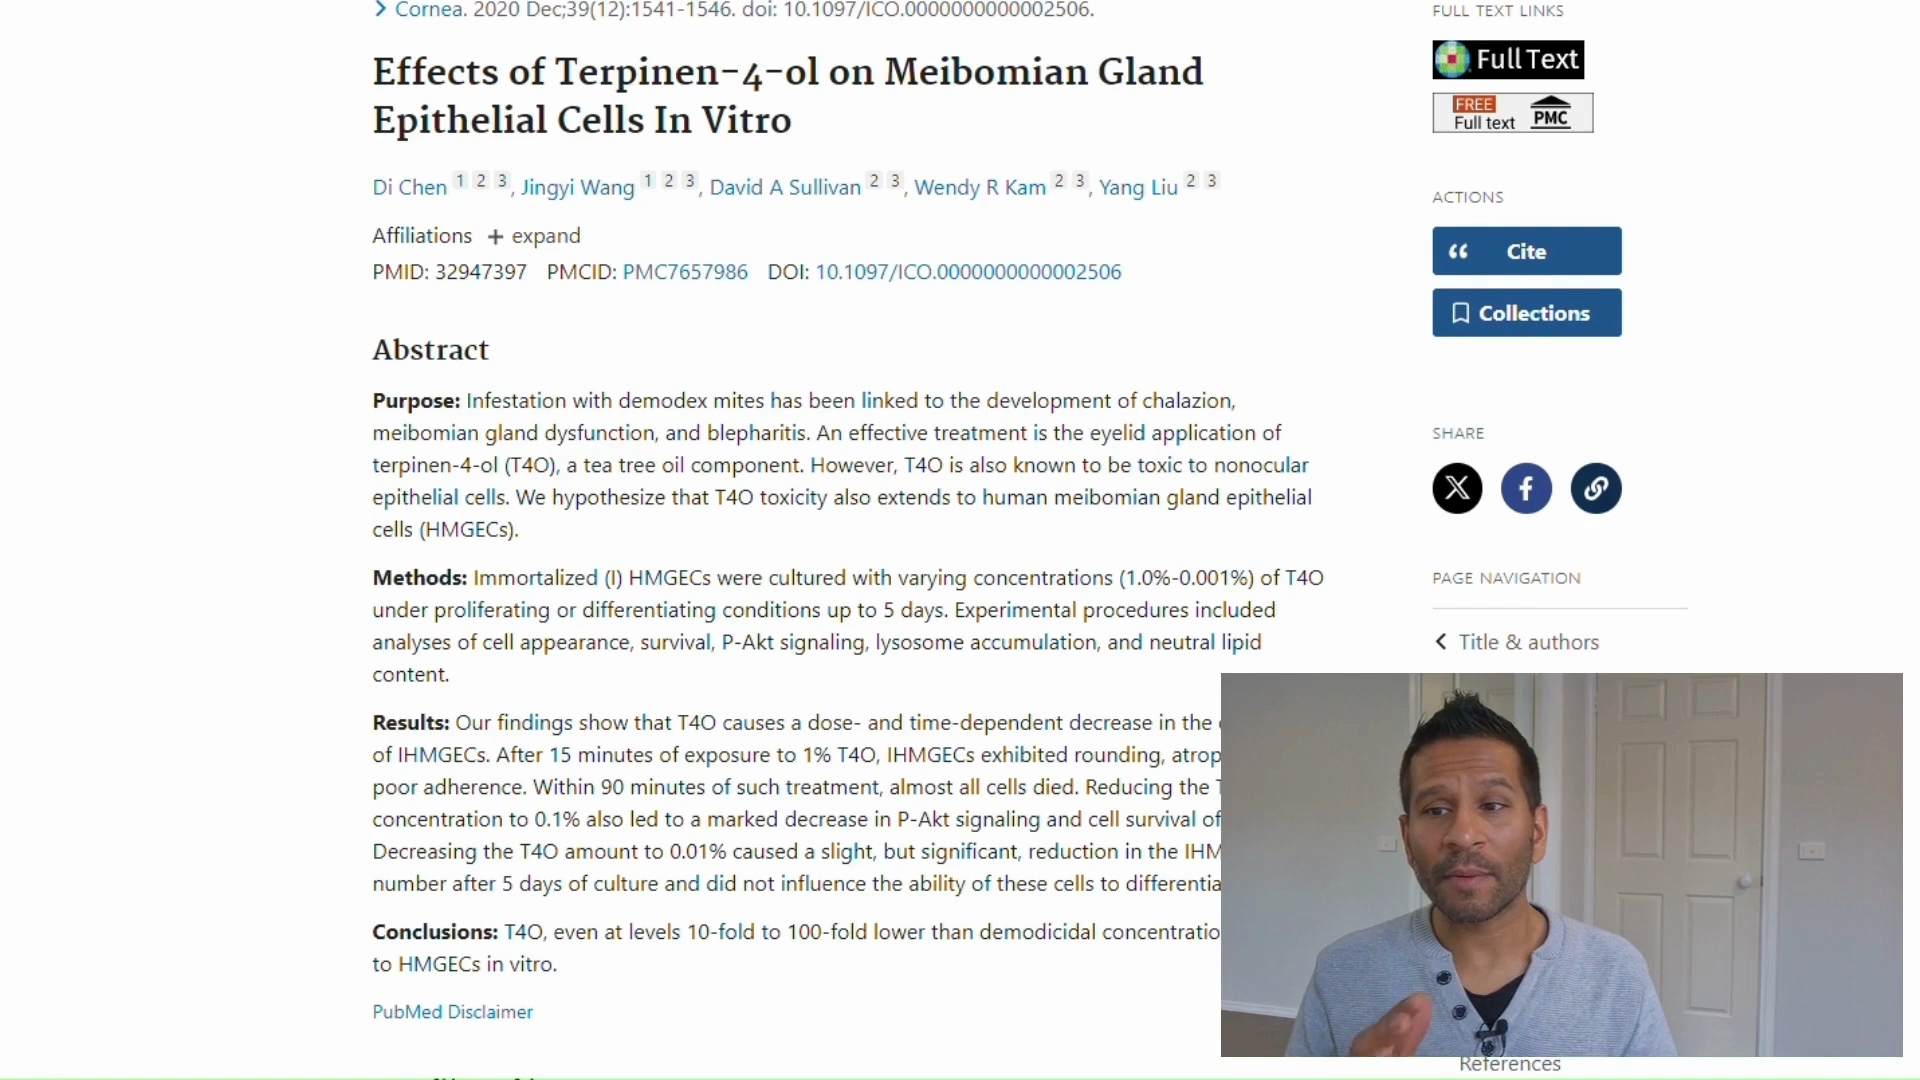 Cornea. 2020 Dec;39(12):1541-1546. doi: 10.1097/ICO.0000000000002506.
Effects of Terpinen-4-ol on Meibomian Gland
Epithelial Cells In Vitro
Di Chen 1 2 3, Jingyi Wang 1 2 3, David A Sullivan 2 3, Wendy R Kam 2 3, Yang Liu 2 3
Affiliations + expand
PMID: 32947397 PMCID: PMC7657986 DOI: 10.1097/ICO.0000000000002506
Abstract
Purpose: Infestation with demodex mites has been linked to the development of chalazion,
meibomian gland dysfunction, and blepharitis. An effective treatment is the eyelid application of
terpinen-4-ol (T4O), a tea tree oil component. However, T4O is also known to be toxic to nonocular
epithelial cells. We hypothesize that T4O toxicity also extends to human meibomian gland epithelial
cells (HMGECs).
Methods: Immortalized (I) HMGECs were cultured with varying concentrations (1.0%-0.001%) of T4O
under proliferating or differentiating conditions up to 5 days. Experimental procedures included
analyses of cell appearance, survival, P-Akt signaling, lysosome accumulation, and neutral lipid
content.
Results: Our findings show that T4O causes a dose- and time-dependent decrease in the
of IHMGECs. After 15 minutes of exposure to 1% T4O, IHMGECs exhibited rounding, atrop
poor adherence. Within 90 minutes of such treatment, almost all cells died. Reducing the
concentration to 0.1% also led to a marked decrease in P-Akt signaling and cell survival of
Decreasing the T4O amount to 0.01% caused a slight, but significant, reduction in the IHM
number after 5 days of culture and did not influence the ability of these cells to differentia
Conclusions: T4O, even at levels 10-fold to 100-fold lower than demodicidal concentratio
to HMGECs in vitro.
PubMed Disclaimer
FULL TEXT LINKS
Full Text
FREE
Full text PMC
ACTIONS
Cite
Collections
SHARE
PAGE NAVIGATION
Title & authors
References